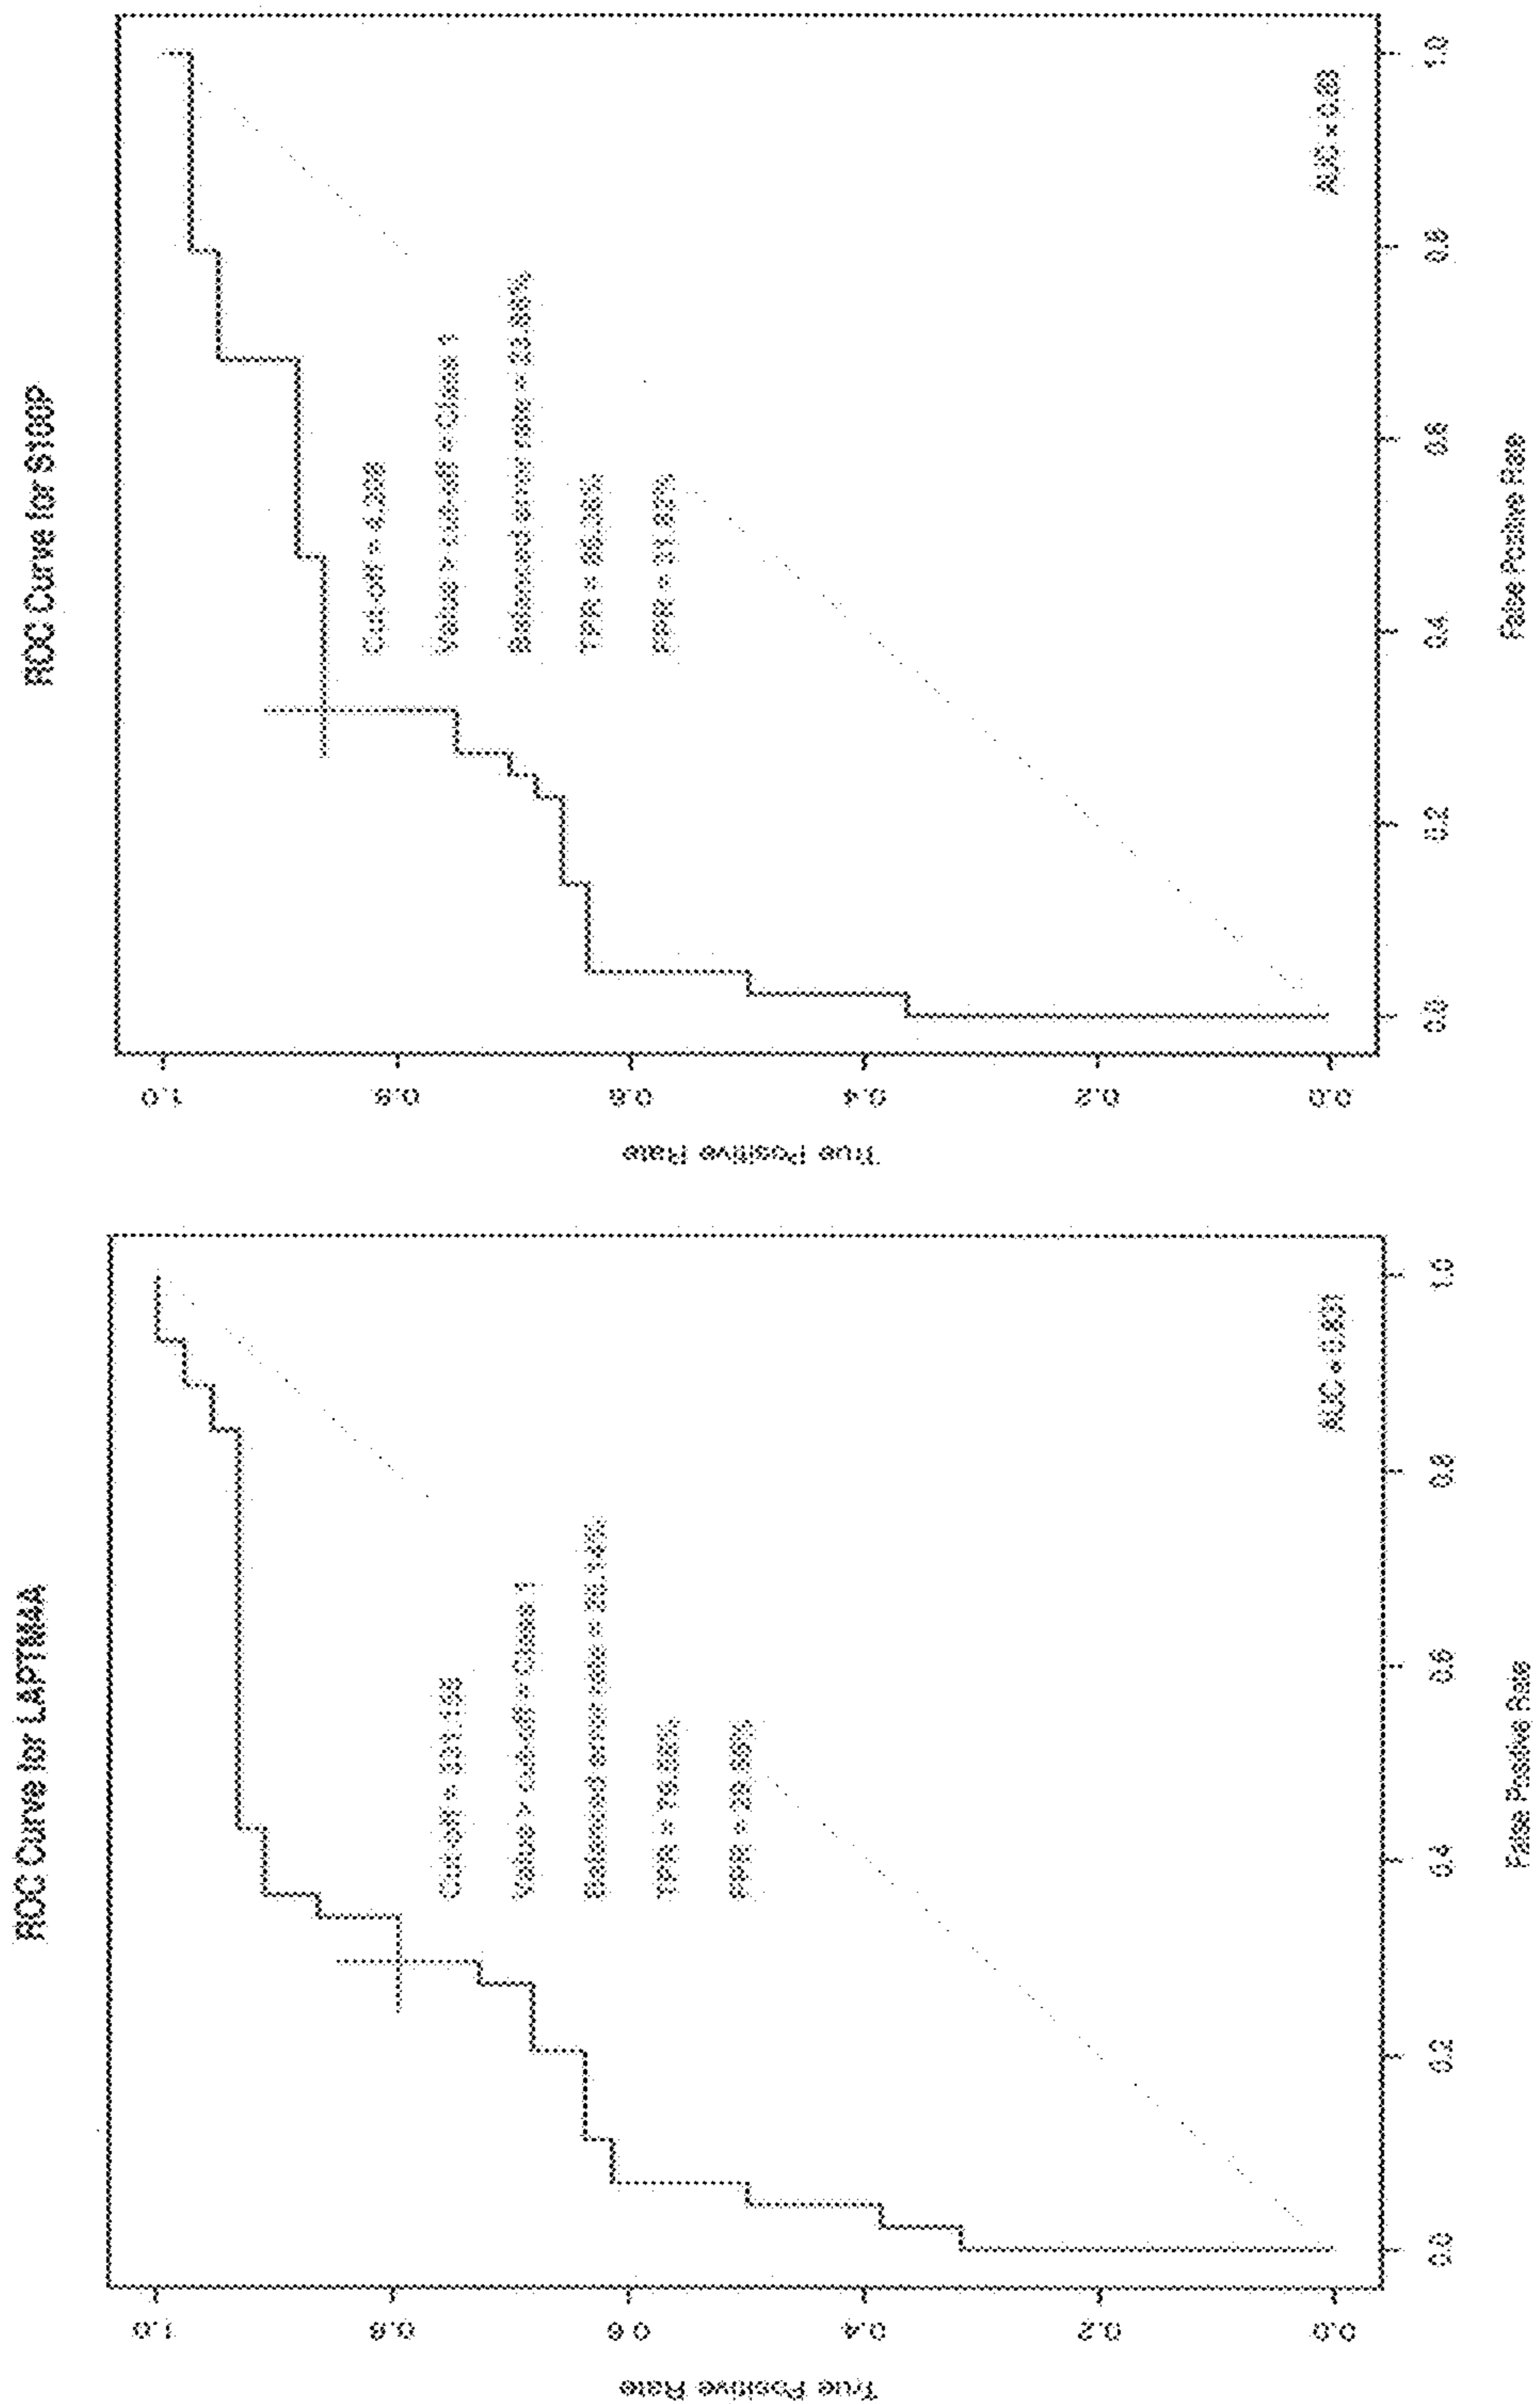 ROC Curve for LAPTM4A
True Positive Rate
1.0
0.8
0.6
0.4
0.2
0.0
Cut-off =
Value > cut-off = Class 1
Balanced error rate =
TPR =
FPR =
AUC =
0.0
0.2
0.4
0.6
0.8
1.0
False Positive Rate
ROC Curve for S100P
True Positive Rate
1.0
0.8
0.6
0.4
0.2
0.0
Cut-off =
Value > cut-off = Class 1
Balanced error rate =
TPR =
FPR =
AUC =
0.0
0.2
0.4
0.6
0.8
1.0
False Positive Rate